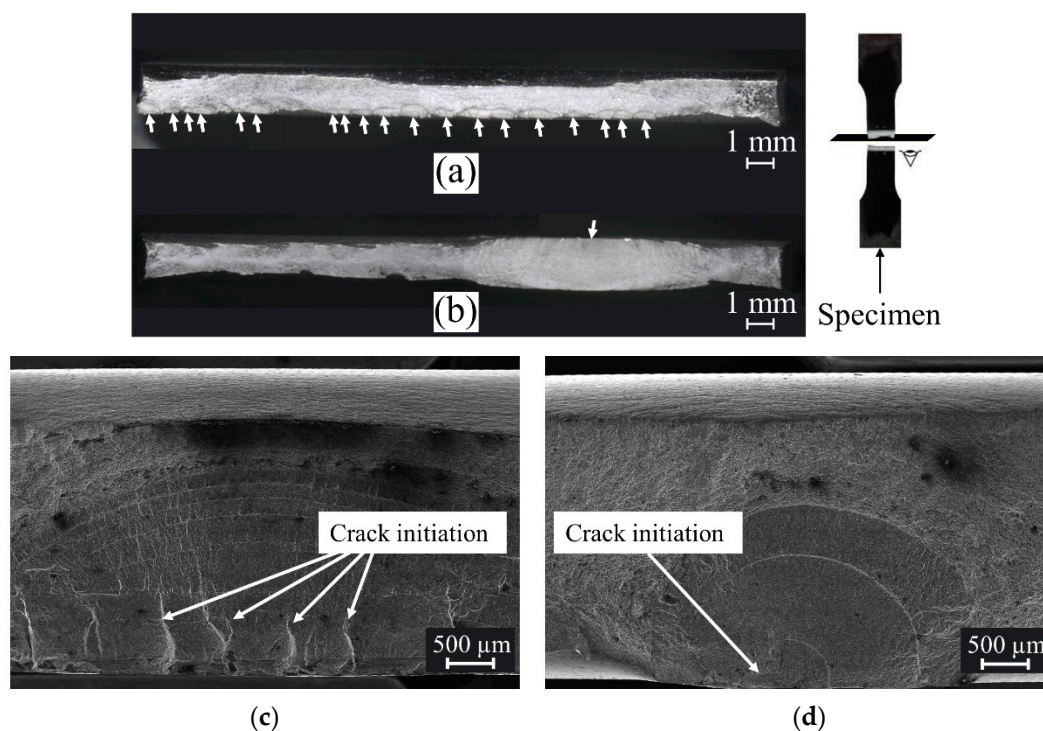 (a)
1 mm
(b)
1 mm
Specimen
Crack initiation
500 µm
Crack initiation
500 µm
(c)
(d)